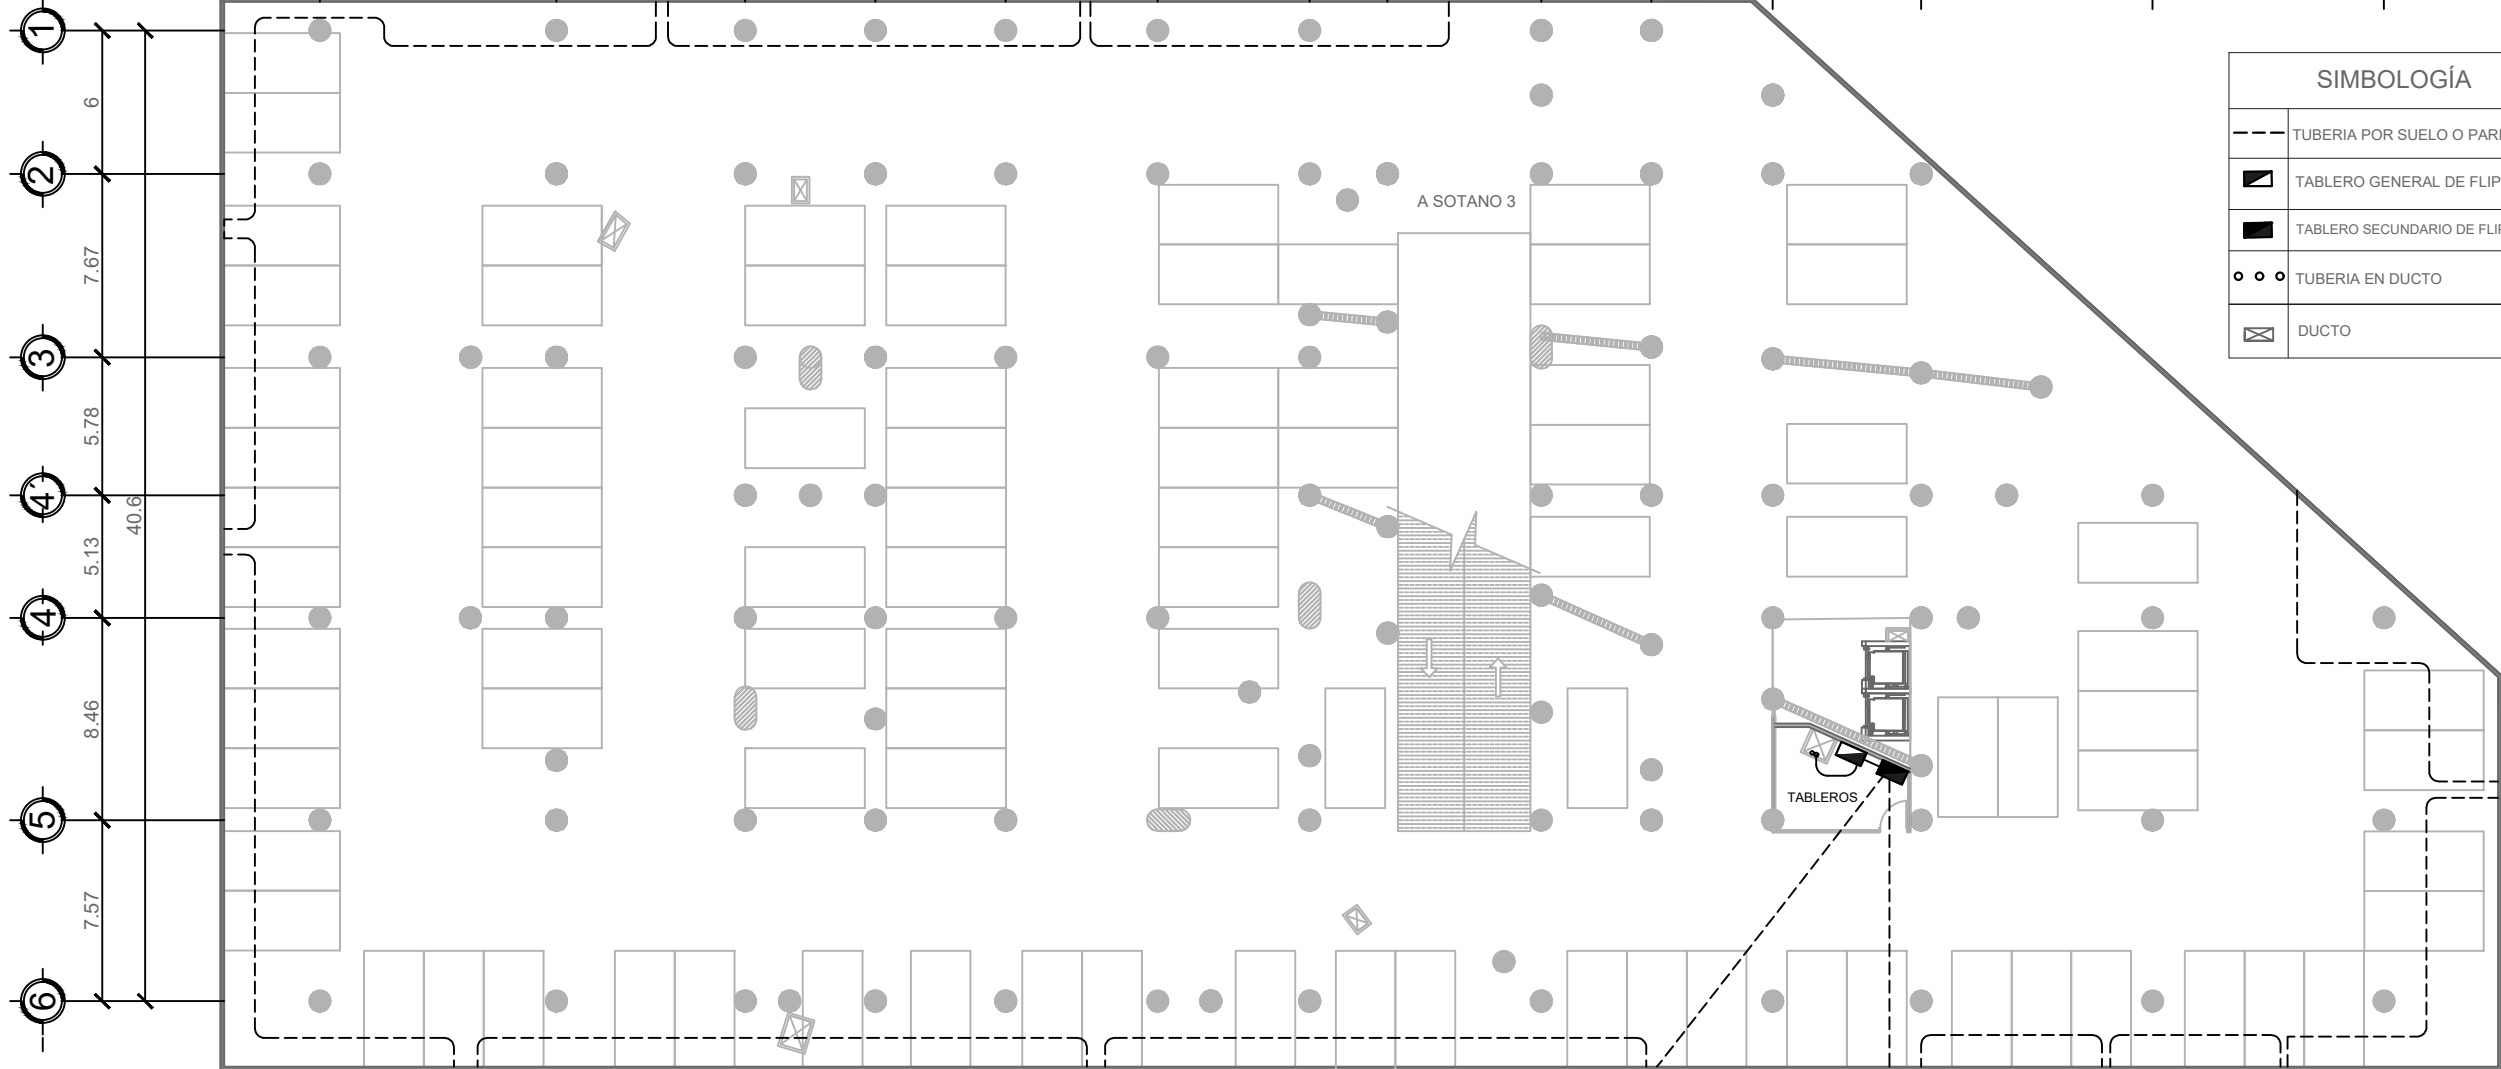 1
2
3
4´
4
5
6
6
7.67
5.78
5.13
8.46
7.57
40.6
A SOTANO 3
TABLEROS
SIMBOLOGÍA
TUBERIA POR SUELO O
TABLERO GENERAL DE FLIP
TABLERO SECUNDARIO DE
TUBERIA EN DUCTO
DUCTO